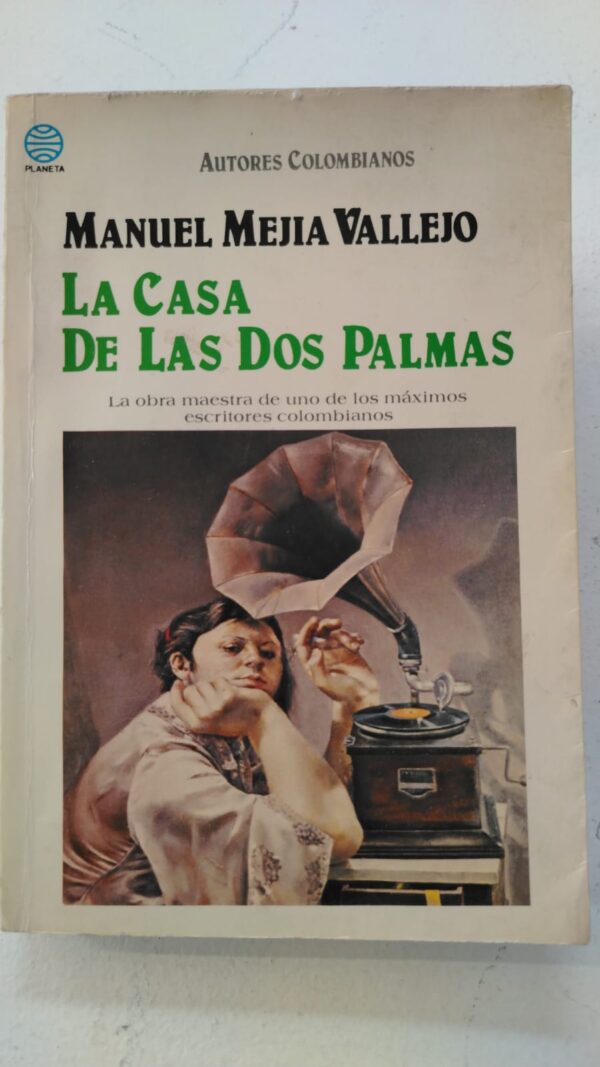 PLANETA
AUTORES COLOMBIANOS
MANUEL MEJIA VALLEJO
LA CASA
DE LAS DOS PALMAS
La obra maestra de uno de los máximos
escritores colombianos